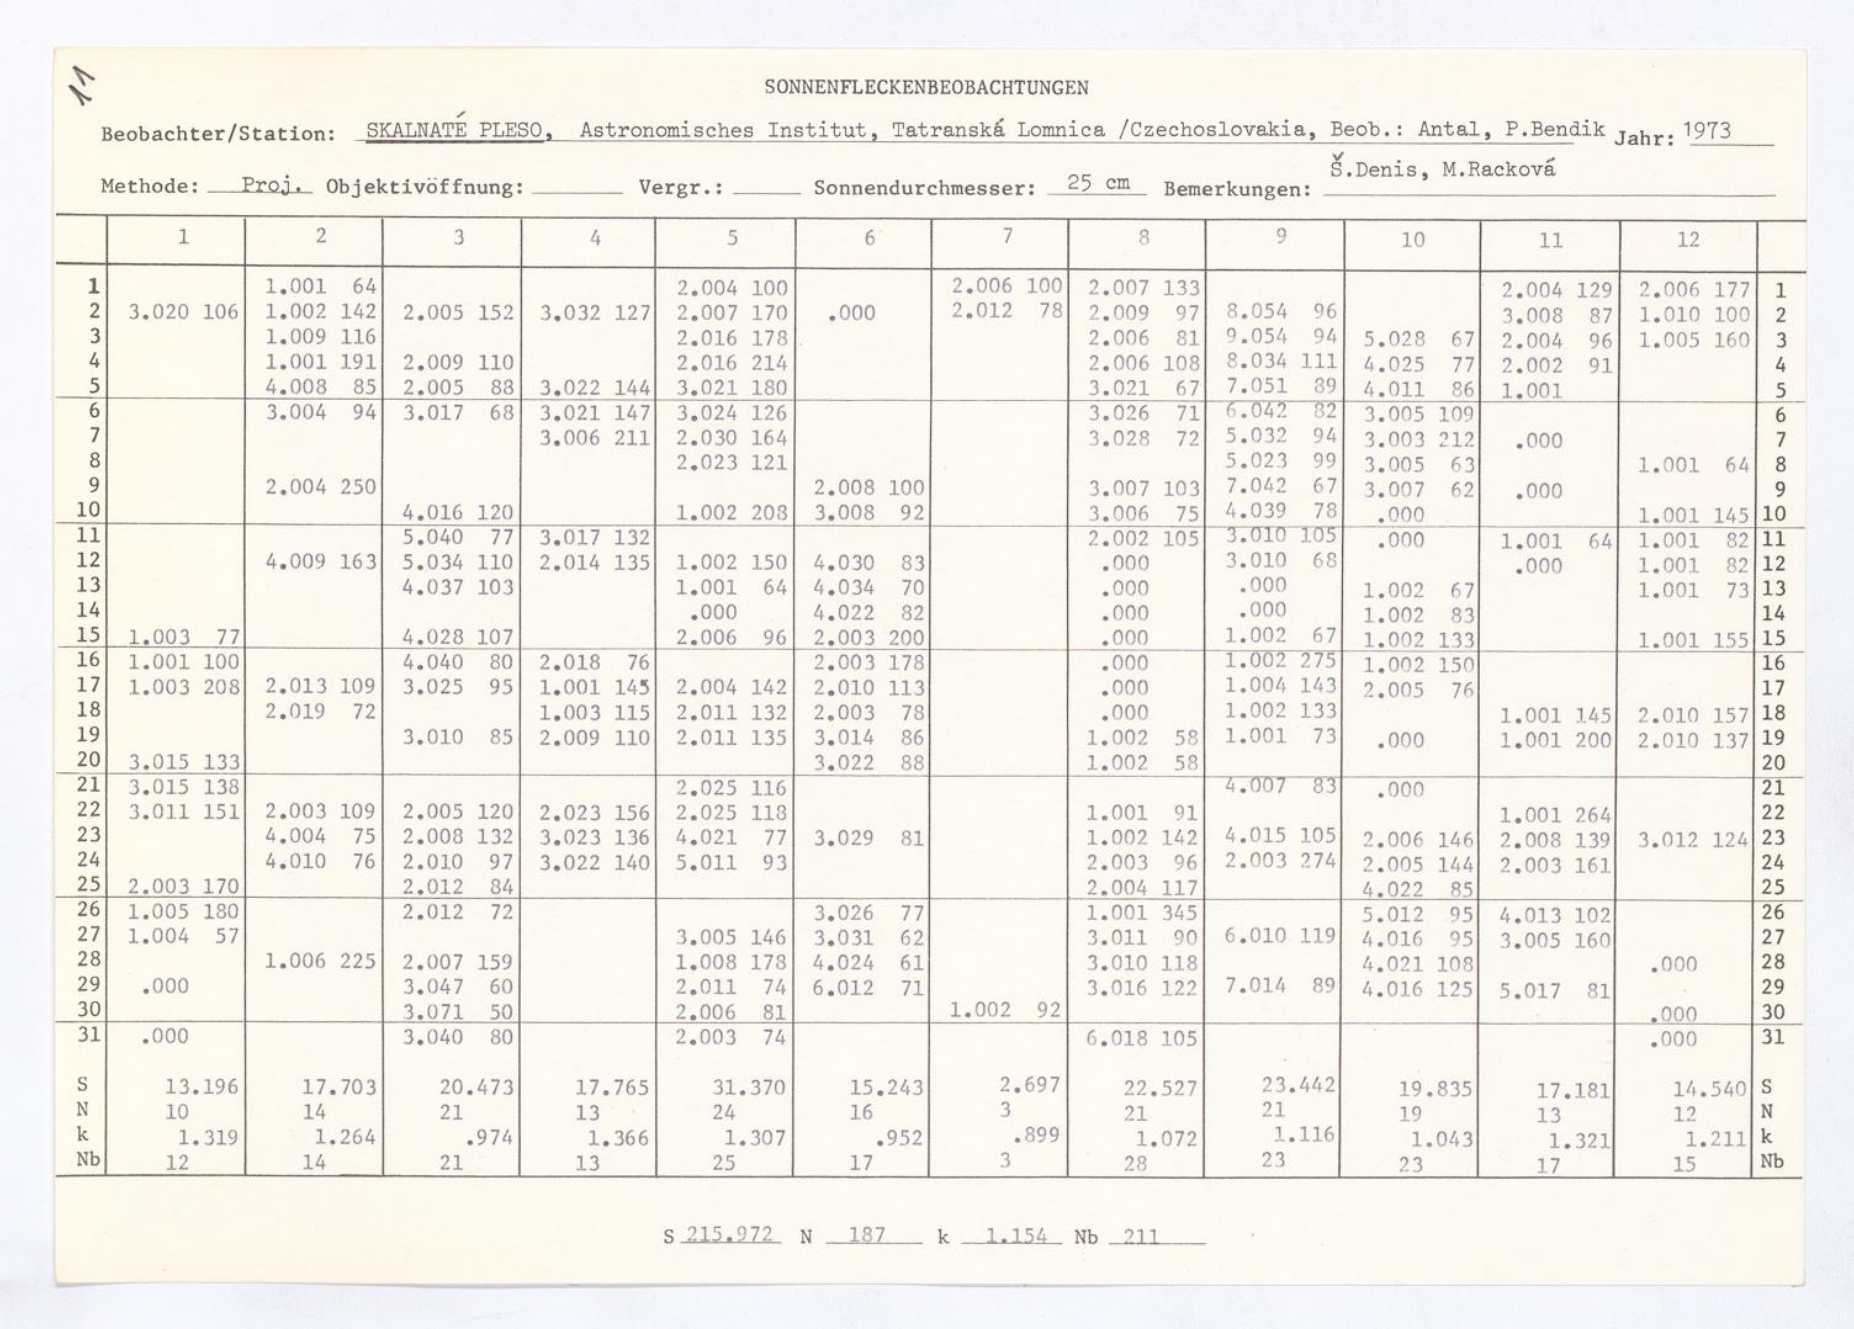 11
SONNENFLECKENBEOBACHTUNGEN
Beobachter/Station: SKALNATÉ PLESO, Astronomisches Institut, Tatranská Lomnica /Czechoslovakia, Beob.: Antal, P.Bendik Jahr: 1973
Š.Denis, M.Racková
Methode: Proj. Objektivöffnung: Vergr.: Sonnendurchmesser: 25 cm Bemerkungen:
1 2 3 4 5 6 7 8 9 10 11 12
1 1.001 64 2.004 100 2.006 100 2.007 133 2.004 129 2.006 177 1
2 3.020 106 1.002 142 2.005 152 3.032 127 2.007 170 .000 2.012 78 2.009 97 8.054 96 3.008 87 1.010 100 2
3 1.009 116 2.016 178 2.006 81 9.054 94 5.028 67 2.004 96 1.005 160 3
4 1.001 191 2.009 110 2.016 214 2.006 108 8.034 111 4.025 77 2.002 91 4
5 4.008 85 2.005 88 3.022 144 3.021 180 3.021 67 7.051 89 4.011 86 1.001 5
6 3.004 94 3.017 68 3.021 147 3.024 126 3.026 71 6.042 82 3.005 109 6
7 3.006 211 2.030 164 3.028 72 5.032 94 3.003 212 .000 7
8 2.023 121 5.023 99 3.005 63 1.001 64 8
9 2.004 250 2.008 100 3.007 103 7.042 67 3.007 62 .000 9
10 4.016 120 1.002 208 3.008 92 3.006 75 4.039 78 .000 1.001 145 10
11 5.040 77 3.017 132 2.002 105 3.010 105 .000 1.001 64 1.001 82 11
12 4.009 163 5.034 110 2.014 135 1.002 150 4.030 83 .000 3.010 68 .000 1.001 82 12
13 4.037 103 1.001 64 4.034 70 .000 .000 1.002 67 1.001 73 13
14 .000 4.022 82 .000 .000 1.002 83 14
15 1.003 77 4.028 107 2.006 96 2.003 200 .000 1.002 67 1.002 133 1.001 155 15
16 1.001 100 4.040 80 2.018 76 2.003 178 .000 1.002 275 1.002 150 16
17 1.003 208 2.013 109 3.025 95 1.001 145 2.004 142 2.010 113 .000 1.004 143 2.005 76 17
18 2.019 72 1.003 115 2.011 132 2.003 78 .000 1.002 133 1.001 145 2.010 157 18
19 3.010 85 2.009 110 2.011 135 3.014 86 1.002 58 1.001 73 .000 1.001 200 2.010 137 19
20 3.015 133 3.022 88 1.002 58 20
21 3.015 138 2.025 116 4.007 83 .000 21
22 3.011 151 2.003 109 2.005 120 2.023 156 2.025 118 1.001 91 1.001 264 22
23 4.004 75 2.008 132 3.023 136 4.021 77 3.029 81 1.002 142 4.015 105 2.006 146 2.008 139 3.012 124 23
24 4.010 76 2.010 97 3.022 140 5.011 93 2.003 96 2.003 274 2.005 144 2.003 161 24
25 2.003 170 2.012 84 2.004 117 4.022 85 25
26 1.005 180 2.012 72 3.026 77 1.001 345 5.012 95 4.013 102 26
27 1.004 57 3.005 146 3.031 62 3.011 90 6.010 119 4.016 95 3.005 160 27
28 1.006 225 2.007 159 1.008 178 4.024 61 3.010 118 4.021 108 .000 28
29 .000 3.047 60 2.011 74 6.012 71 3.016 122 7.014 89 4.016 125 5.017 81 29
30 3.071 50 2.006 81 1.002 92 .000 30
31 .000 3.040 80 2.003 74 6.018 105 .000 31
S 13.196 17.703 20.473 17.765 31.370 15.243 2.697 22.527 23.442 19.835 17.181 14.540 S
N 10 14 21 13 24 16 3 21 21 19 13 12 N
k 1.319 1.264 .974 1.366 1.307 .952 .899 1.072 1.116 1.043 1.321 1.211 k
Nb 12 14 21 13 25 17 3 28 23 23 17 15 Nb
S 215.972 N 187 k 1.154 Nb 211